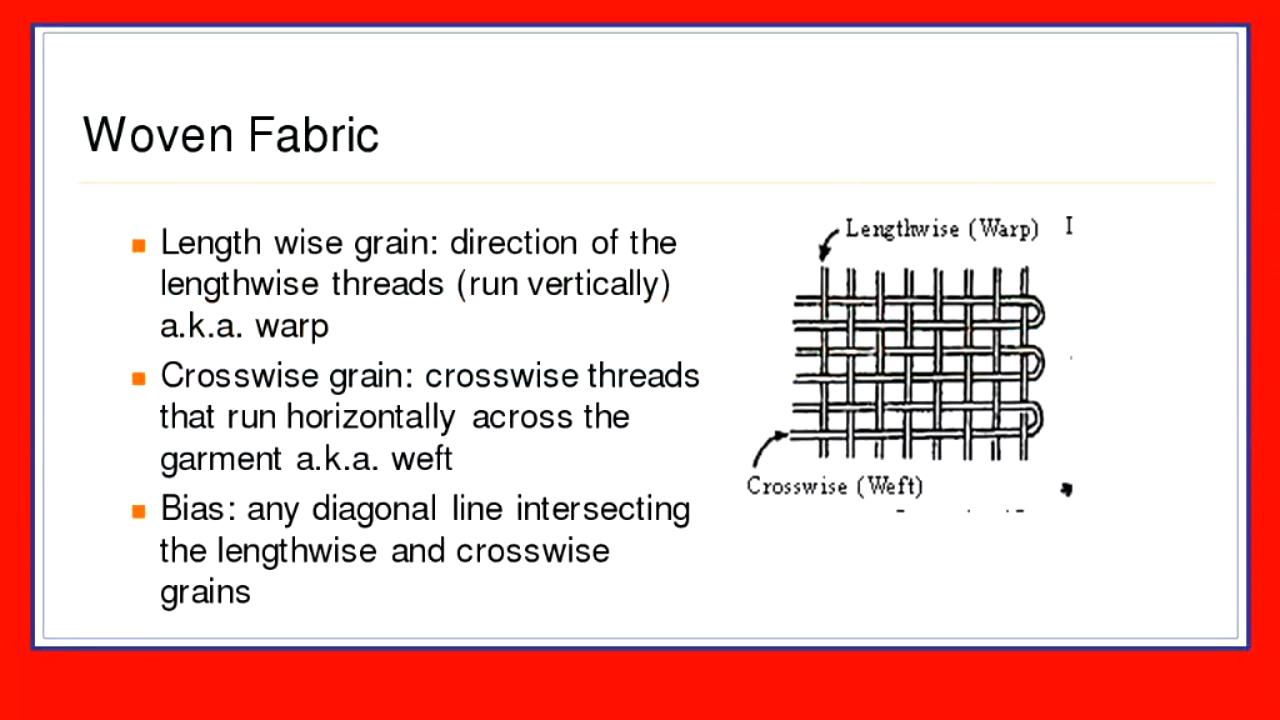 Woven Fabric
Length wise grain: direction of the
lengthwise threads (run vertically)
a.k.a. warp
Crosswise grain: crosswise threads
that run horizontally across the
garment a.k.a. weft
Bias: any diagonal line intersecting
the lengthwise and crosswise
grains
Lengthwise (Warp) I
Crosswise (Weft)